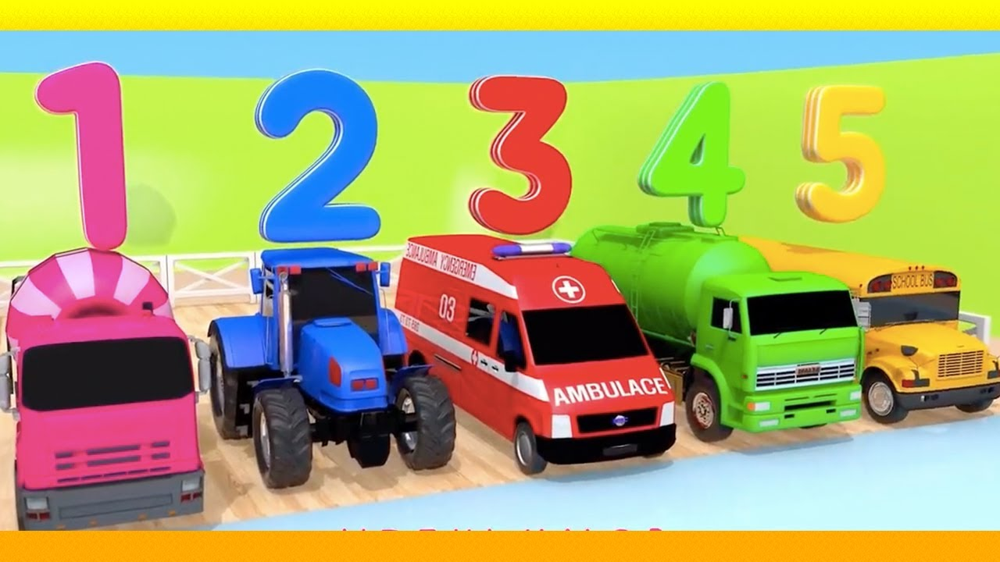 1 2 3 4 5
EMERGENCY AMBULANCE
03
AMBULACE
SCHOOL BUS